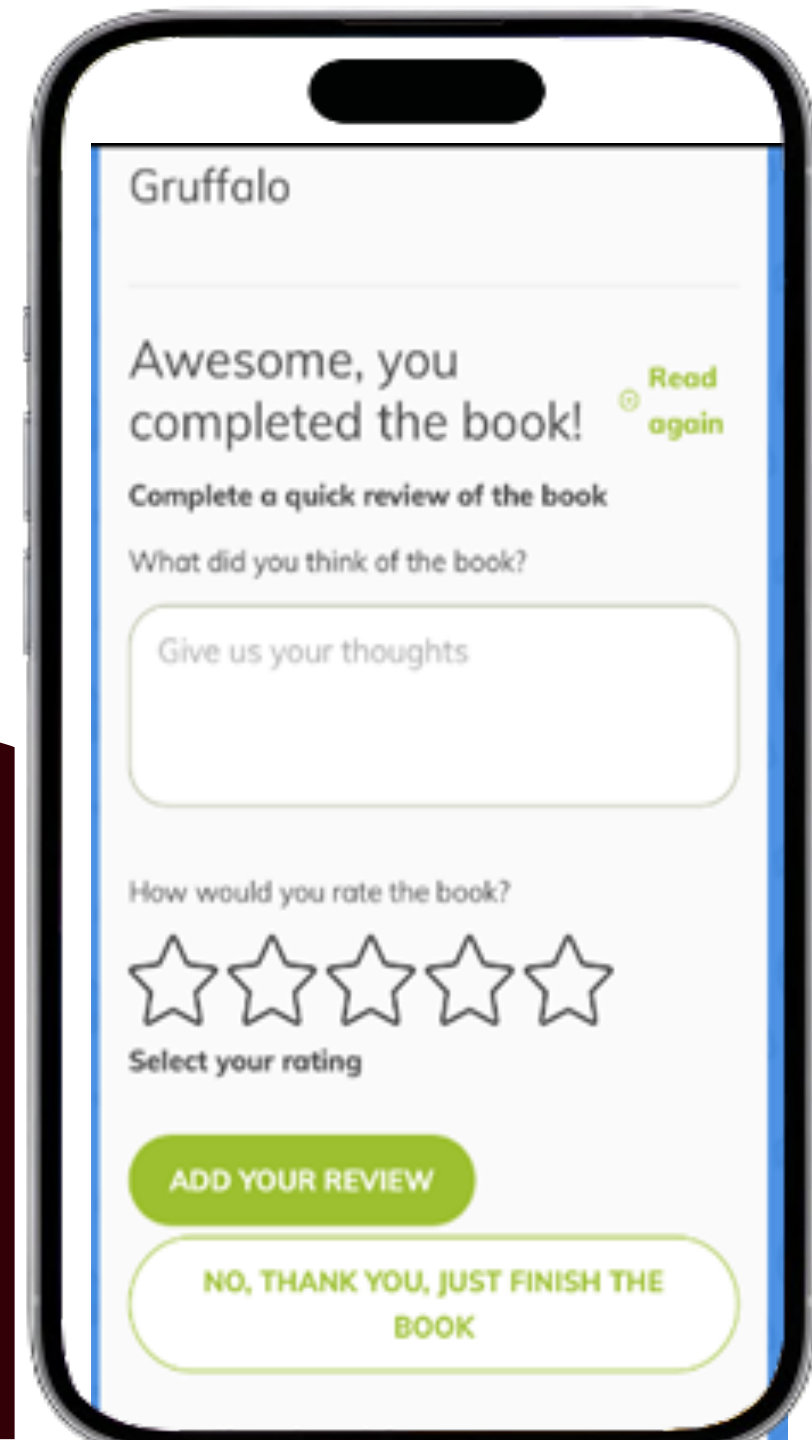 Gruffalo
Awesome, you
completed the book!
Read
again
Complete a quick review of the book
What did you think of the book?
Give us your thoughts
How would you rate the book?
Select your rating
ADD YOUR REVIEW
NO, THANK YOU, JUST FINISH THE
BOOK